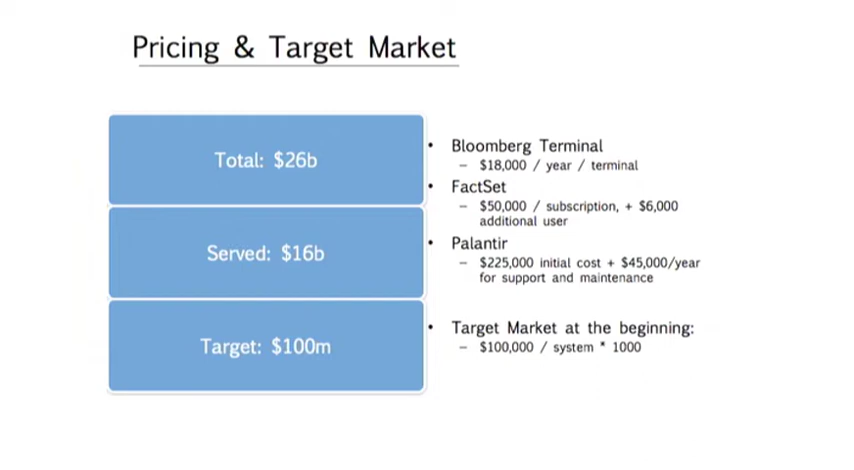 Pricing & Target Market
Total: $26b
Served: $16b
Target: $100m
• Bloomberg Terminal
– $18,000 / year / terminal
• FactSet
– $50,000 / subscription, + $6,000
additional user
• Palantir
– $225,000 initial cost + $45,000/year
for support and maintenance
• Target Market at the beginning:
– $100,000 / system * 1000